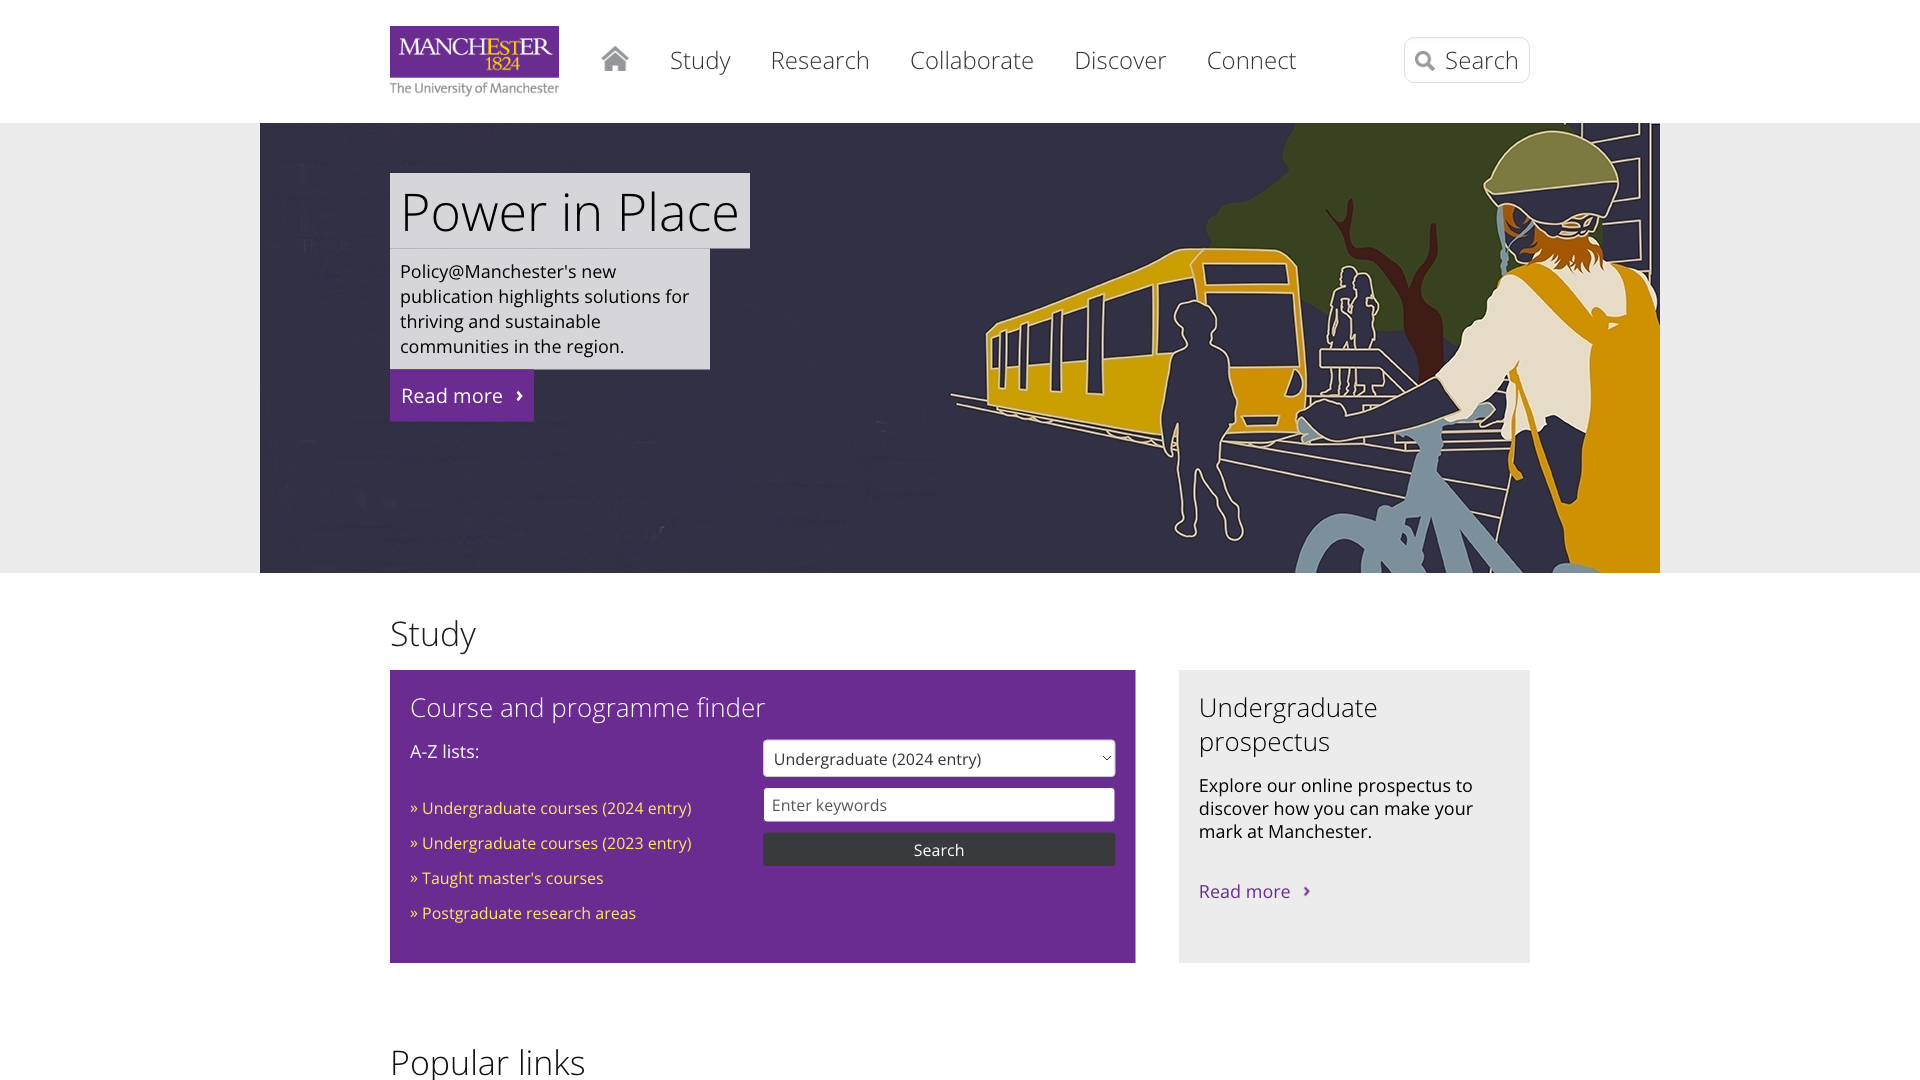 MANCHESTER
1824
The University of Manchester
Study
Research
Collaborate
Discover
Connect
Search
Power in Place
Policy@Manchester's new
publication highlights solutions for
thriving and sustainable
communities in the region.
Read more ›
Study
Course and programme finder
A-Z lists:
» Undergraduate courses (2024 entry)
» Undergraduate courses (2023 entry)
» Taught master's courses
» Postgraduate research areas
Undergraduate (2024 entry)
Enter keywords
Search
Undergraduate
prospectus
Explore our online prospectus to
discover how you can make your
mark at Manchester.
Read more ›
Popular links